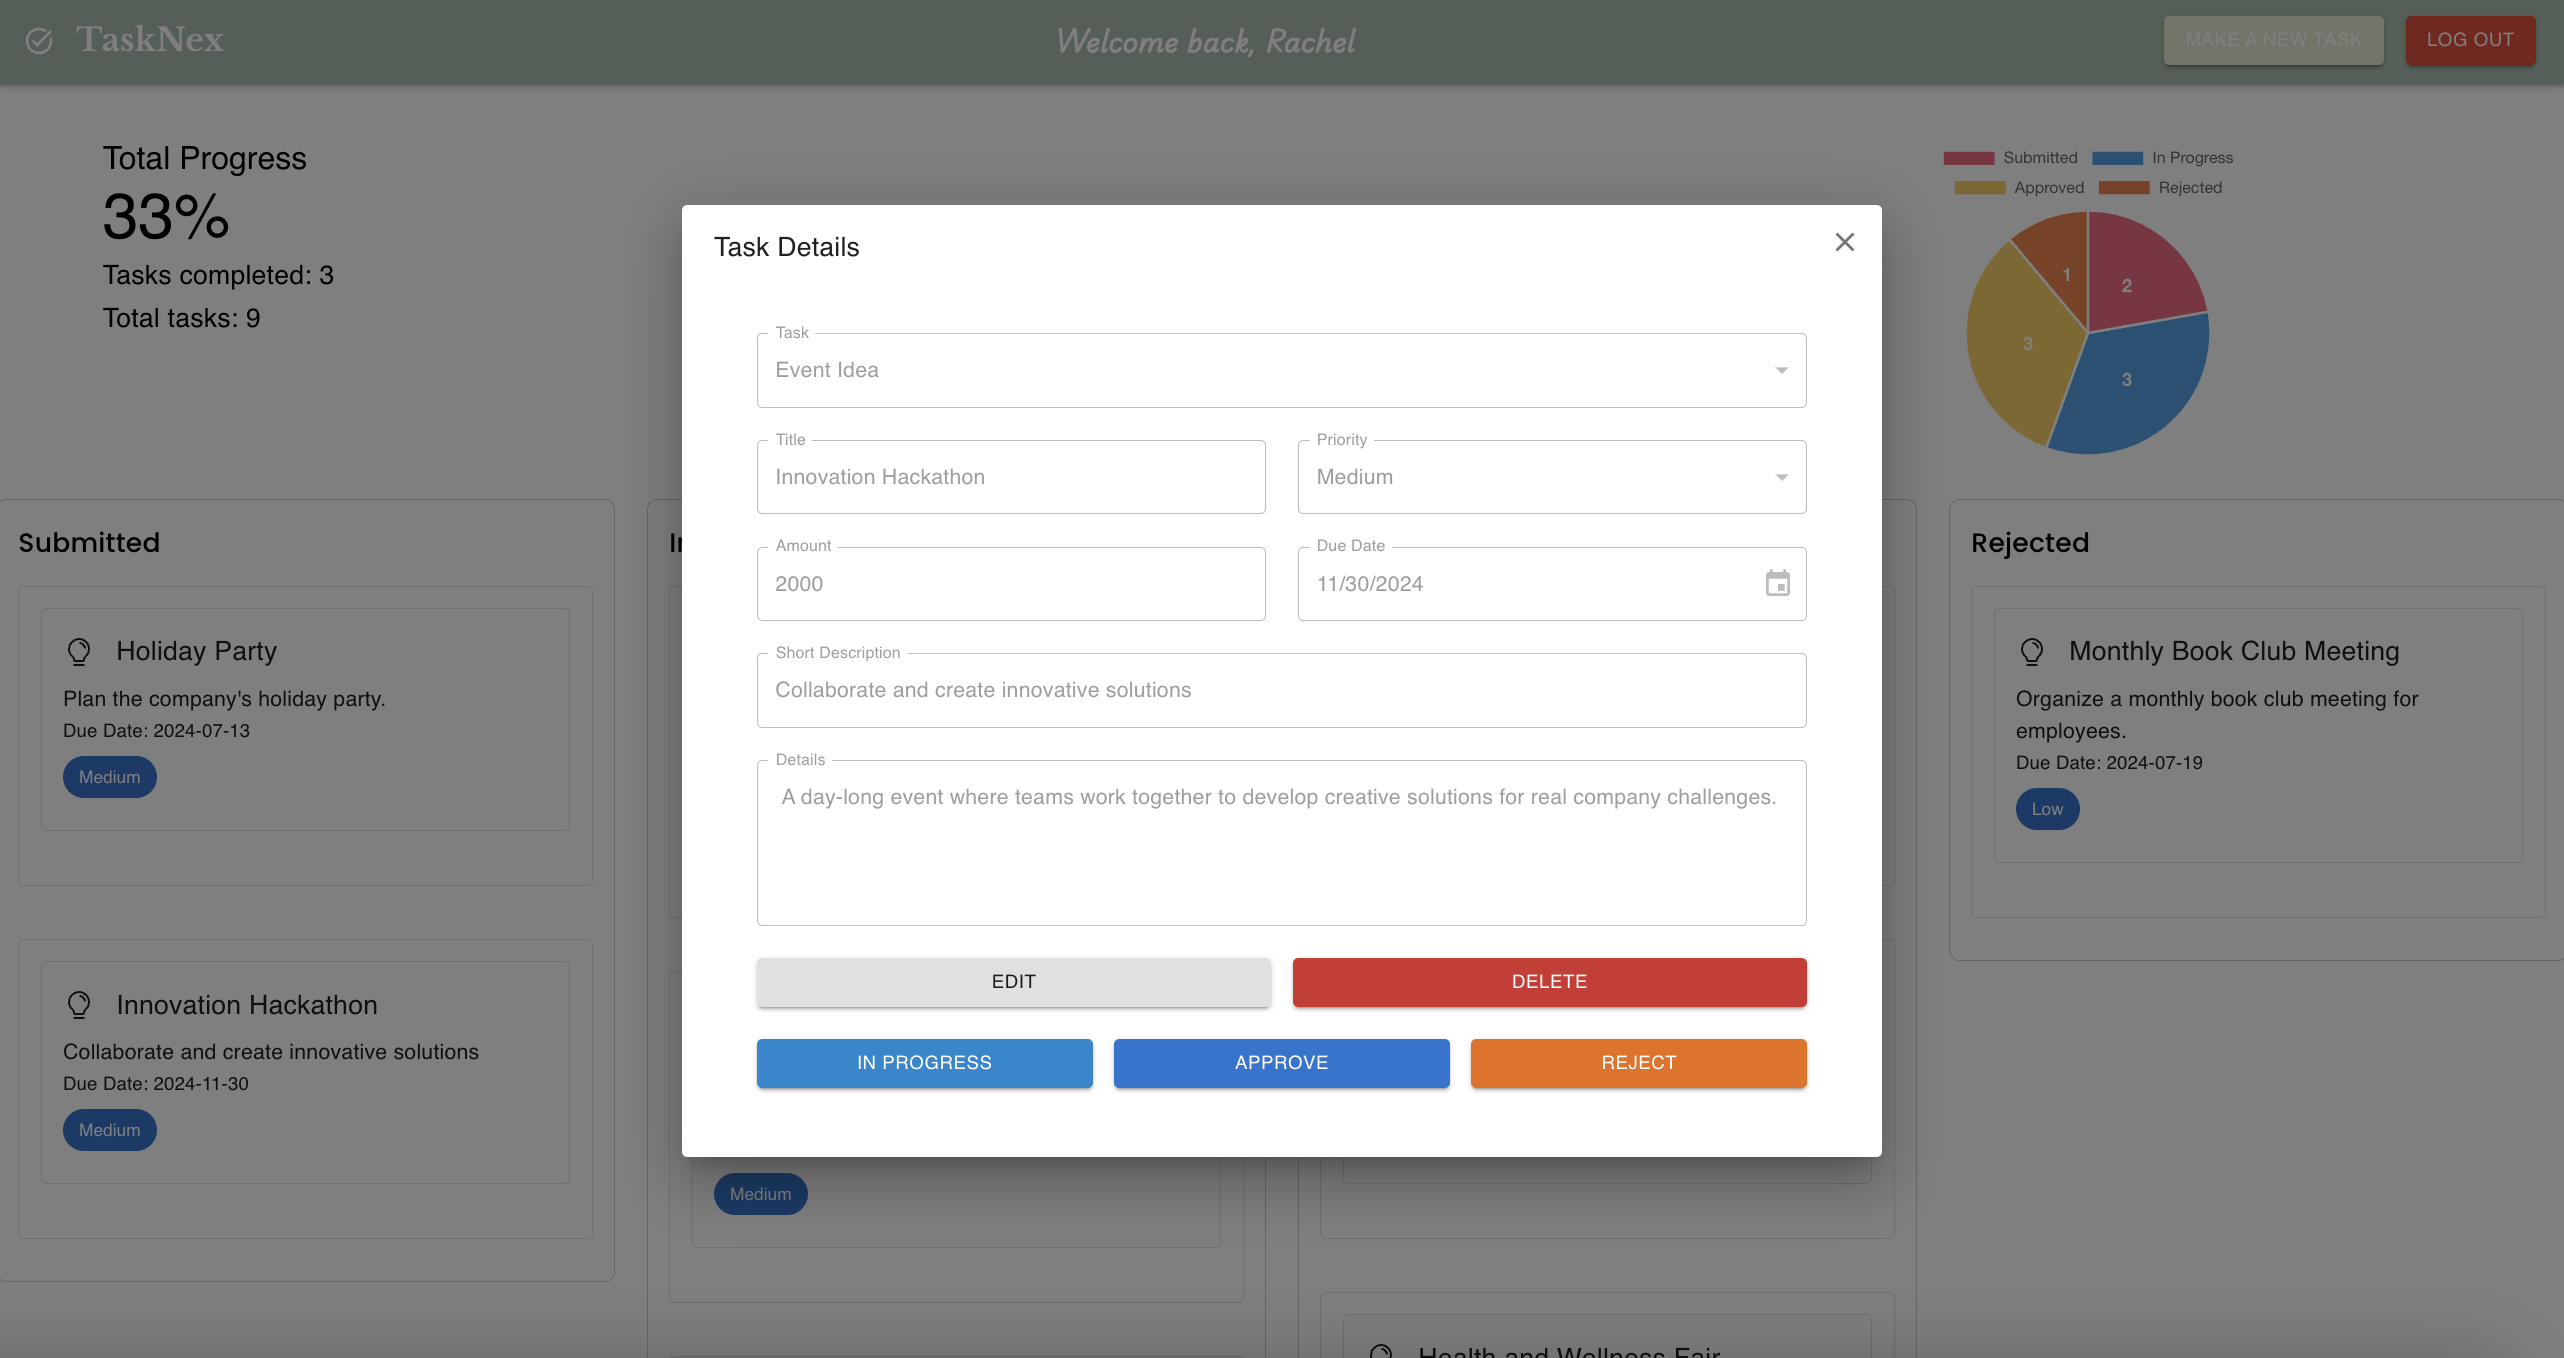 TaskNex
Welcome back, Rachel
MAKE A NEW TASK
LOG OUT
Total Progress
33%
Tasks completed: 3
Total tasks: 9
Submitted
In Progress
Approved
Rejected
1
2
3
3
Task Details
Task
Event Idea
Title
Innovation Hackathon
Priority
Medium
Amount
2000
Due Date
11/30/2024
Short Description
Collaborate and create innovative solutions
Details
A day-long event where teams work together to develop creative solutions for real company challenges.
EDIT
DELETE
IN PROGRESS
APPROVE
REJECT
Submitted
Holiday Party
Plan the company's holiday party.
Due Date: 2024-07-13
Medium
Innovation Hackathon
Collaborate and create innovative solutions
Due Date: 2024-11-30
Medium
Medium
Health and Wellness Fair
Rejected
Monthly Book Club Meeting
Organize a monthly book club meeting for
employees.
Due Date: 2024-07-19
Low